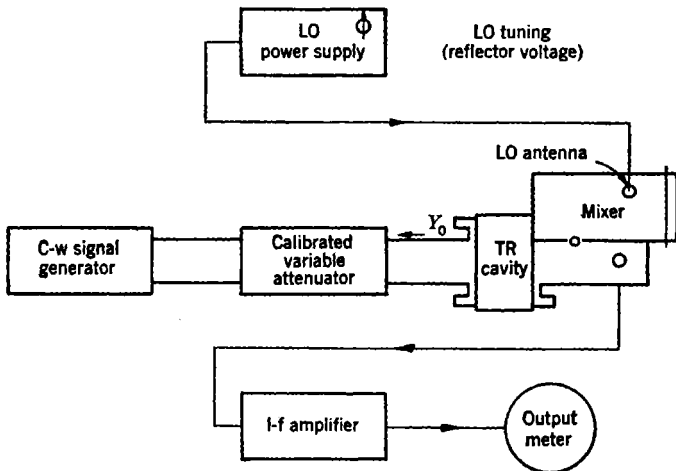 LO
power supply
LO tuning
(reflector voltage)
LO antenna
Mixer
Y₀
TR
cavity
C-w signal
generator
Calibrated
variable
attenuator
I-f amplifier
Output
meter